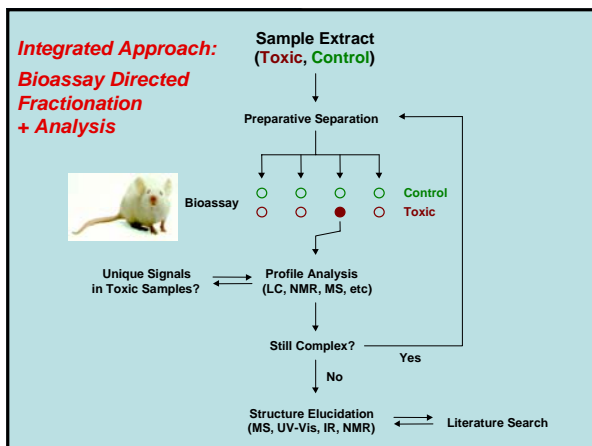 Integrated Approach:
Bioassay Directed
Fractionation
+ Analysis
Sample Extract
(Toxic, Control)
Preparative Separation
Bioassay
Control
Toxic
Unique Signals
in Toxic Samples?
Profile Analysis
(LC, NMR, MS, etc)
Still Complex?
Yes
No
Structure Elucidation
(MS, UV-Vis, IR, NMR)
Literature Search